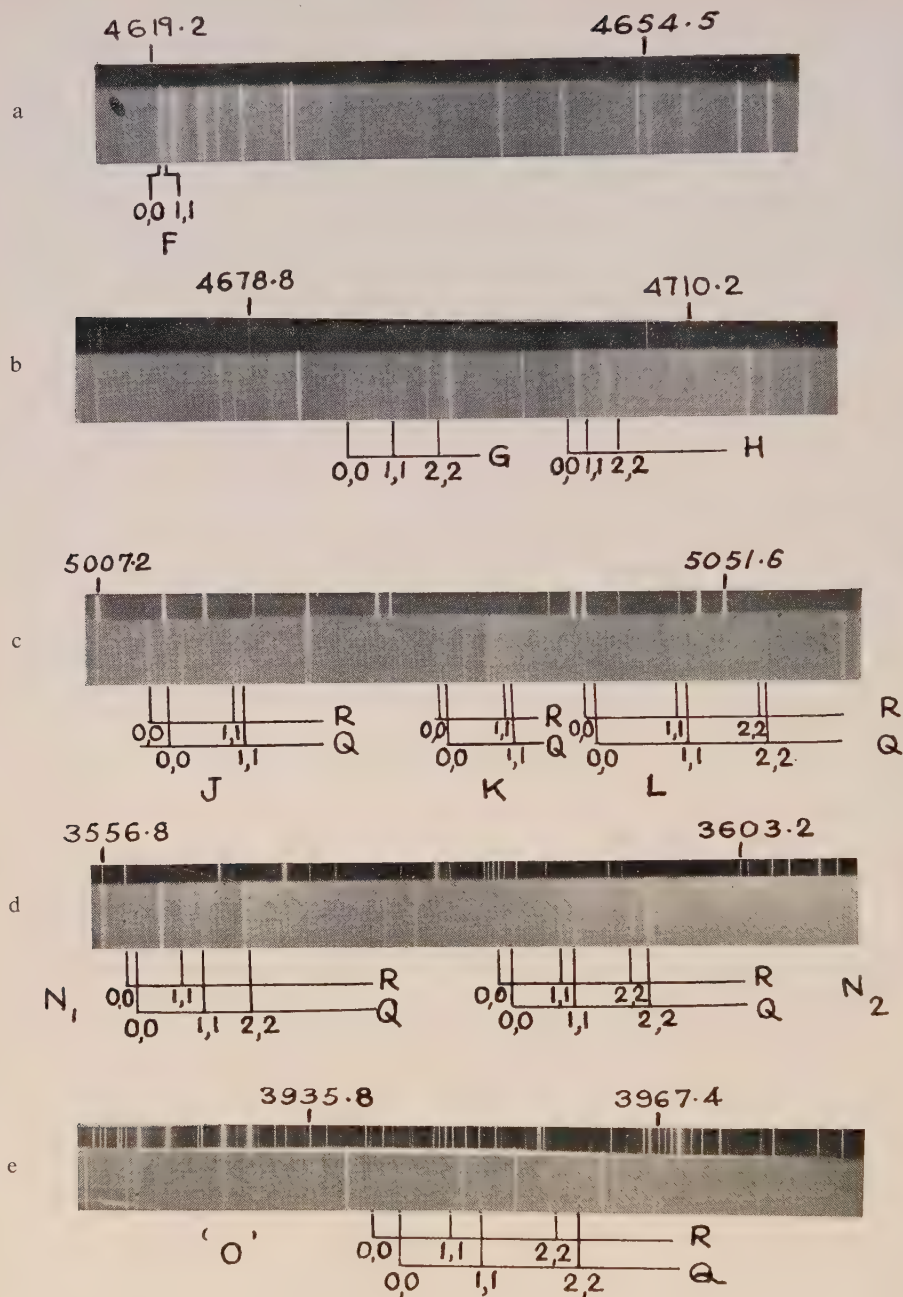 4619.2 4654.5
a
0,0 1,1
F
4678.8 4710.2
b
0,0 1,1 2,2 G 0,0 1,1 2,2 H
5007.2 5051.6
c
0,0 1,1 R 0,0 1,1 R 0,0 1,1 2,2 R
0,0 1,1 Q 0,0 1,1 Q 0,0 1,1 2,2 Q
J K L
3556.8 3603.2
d
N1 0,0 1,1 R 0,0 1,1 2,2 R N2
0,0 1,1 2,2 Q 0,0 1,1 2,2 Q
3935.8 3967.4
e
'O' 0,0 1,1 2,2 R
0,0 1,1 2,2 Q